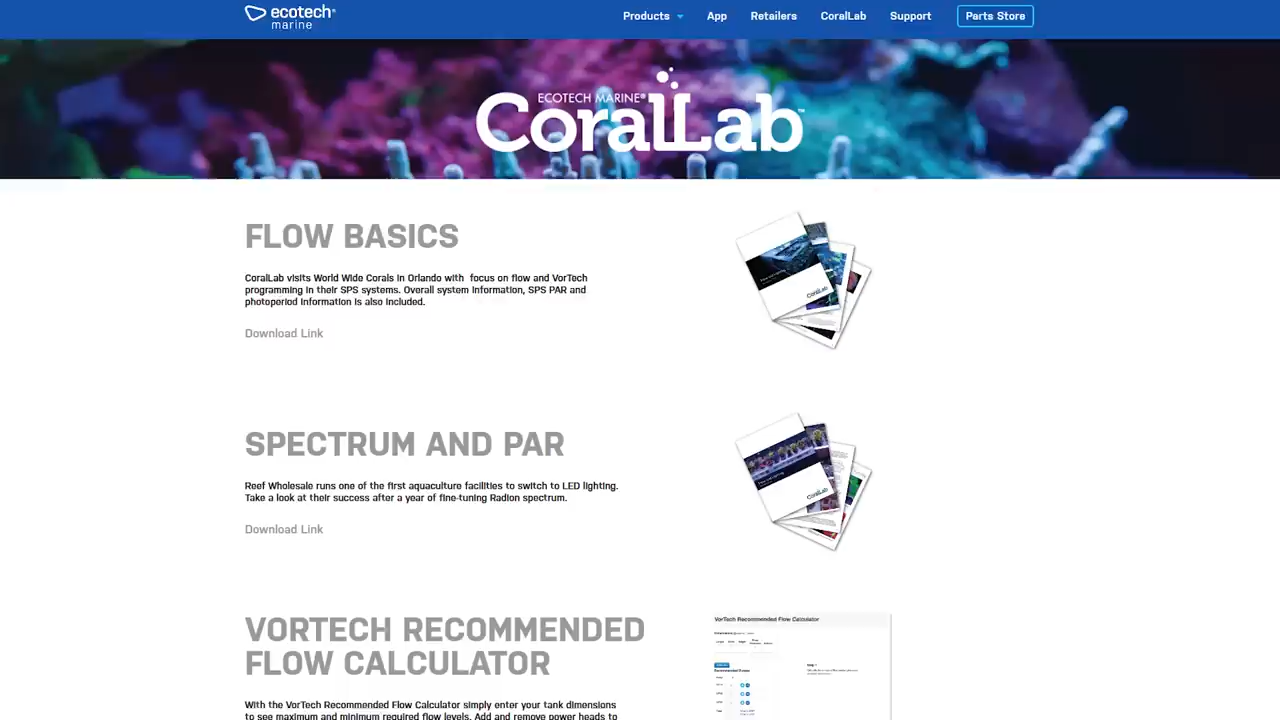 ecotech®
marine
Products
App
Retailers
CoralLab
Support
Parts Store
ECOTECH MARINE®
CoralLab™
FLOW BASICS
CoralLab visits World Wide Corals in Orlando with focus on flow and VorTech
programming in their SPS systems. Overall system information, SPS PAR and
photoperiod information is also included.
Download Link
CoralLab
SPECTRUM AND PAR
Reef Wholesale runs one of the first aquaculture facilities to switch to LED lighting.
Take a look at their success after a year of fine-tuning Radion spectrum.
Download Link
CoralLab
VORTECH RECOMMENDED
FLOW CALCULATOR
VorTech Recommended Flow Calculator
With the VorTech Recommended Flow Calculator simply enter your tank dimensions
to see maximum and minimum required flow levels. Add and remove power heads to